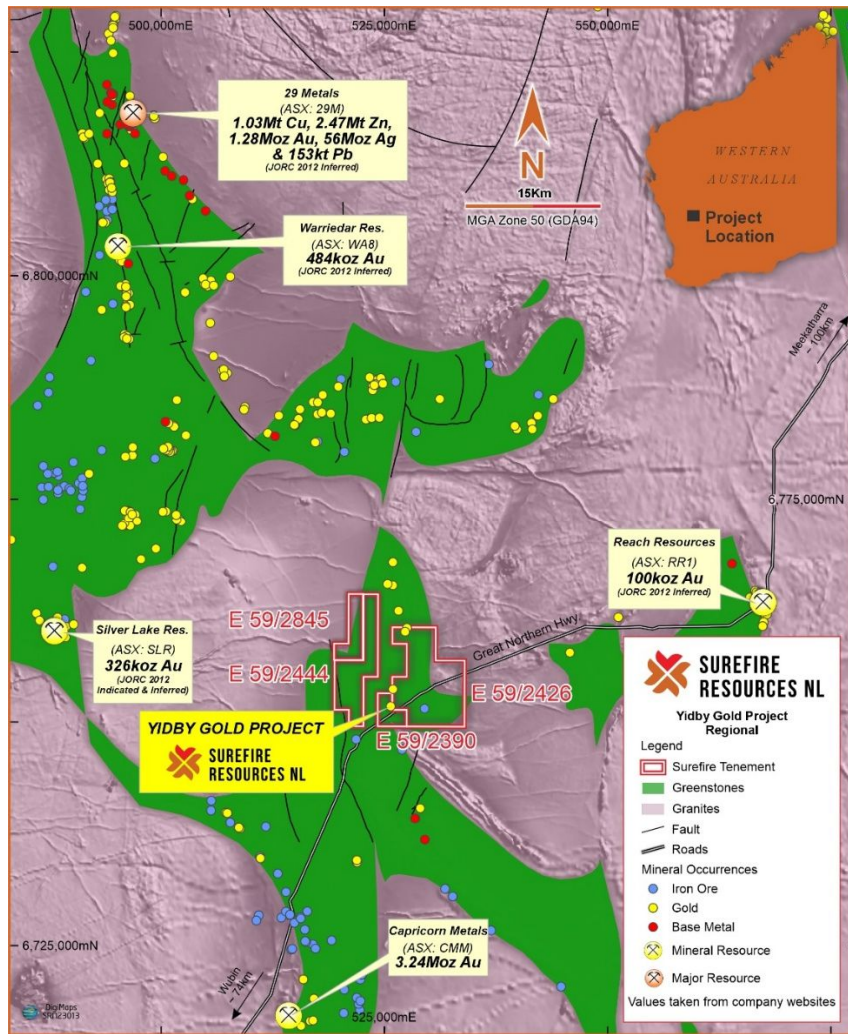 500,000mE
525,000mE
550,000mE
29 Metals
(ASX: 29M)
1.03Mt Cu, 2.47Mt Zn,
1.28Moz Au, 56Moz Ag
& 153kt Pb
(JORC 2012 Inferred)
N
15Km
MGA Zone 50 (GDA94)
WESTERN
AUSTRALIA
Project
Location
Warriedar Res.
(ASX: WA8)
484koz Au
(JORC 2012 Inferred)
6,800,000mN
Meekatharra
~ 100km
6,775,000mN
Reach Resources
(ASX: RR1)
100koz Au
(JORC 2012 Inferred)
E 59/2845
Silver Lake Res.
(ASX: SLR)
326koz Au
(JORC 2012
Indicated & Inferred)
E 59/2444
Great Northern Hwy
E 59/2426
E 59/2390
YIDBY GOLD PROJECT
SUREFIRE
RESOURCES NL
SUREFIRE
RESOURCES NL
Yidby Gold Project
Regional
Legend
Surefire Tenement
Greenstones
Granites
Fault
Roads
Mineral Occurrences
Iron Ore
Gold
Base Metal
Mineral Resource
Major Resource
Values taken from company websites
6,725,000mN
Capricorn Metals
(ASX: CMM)
3.24Moz Au
Wubin
~ 74km
DigMaps
SRN23013
525,000mE